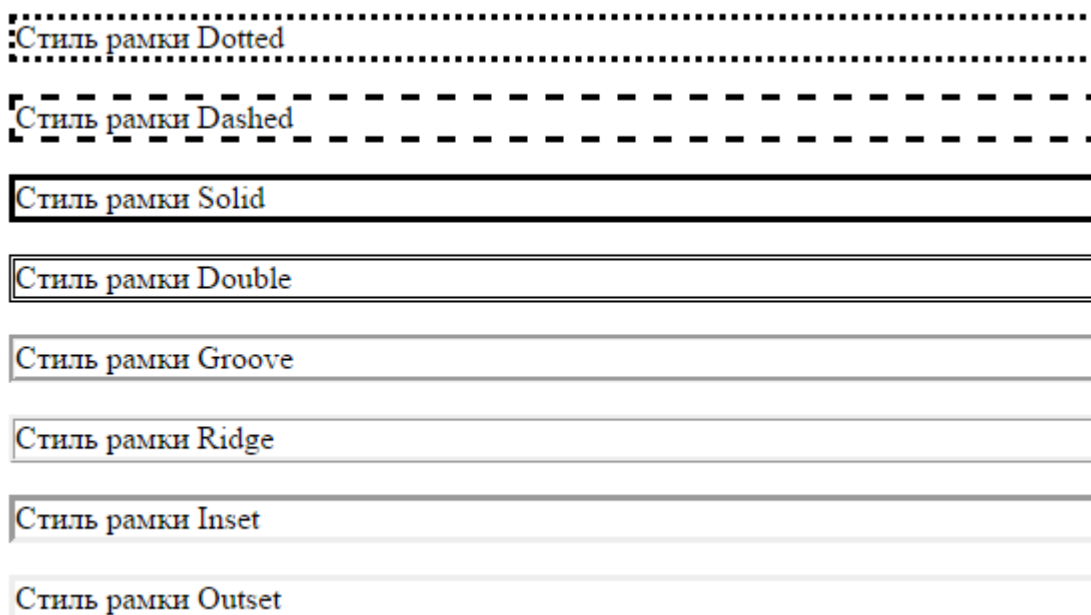 Стиль рамки Dotted
Стиль рамки Dashed
Стиль рамки Solid
Стиль рамки Double
Стиль рамки Groove
Стиль рамки Ridge
Стиль рамки Inset
Стиль рамки Outset